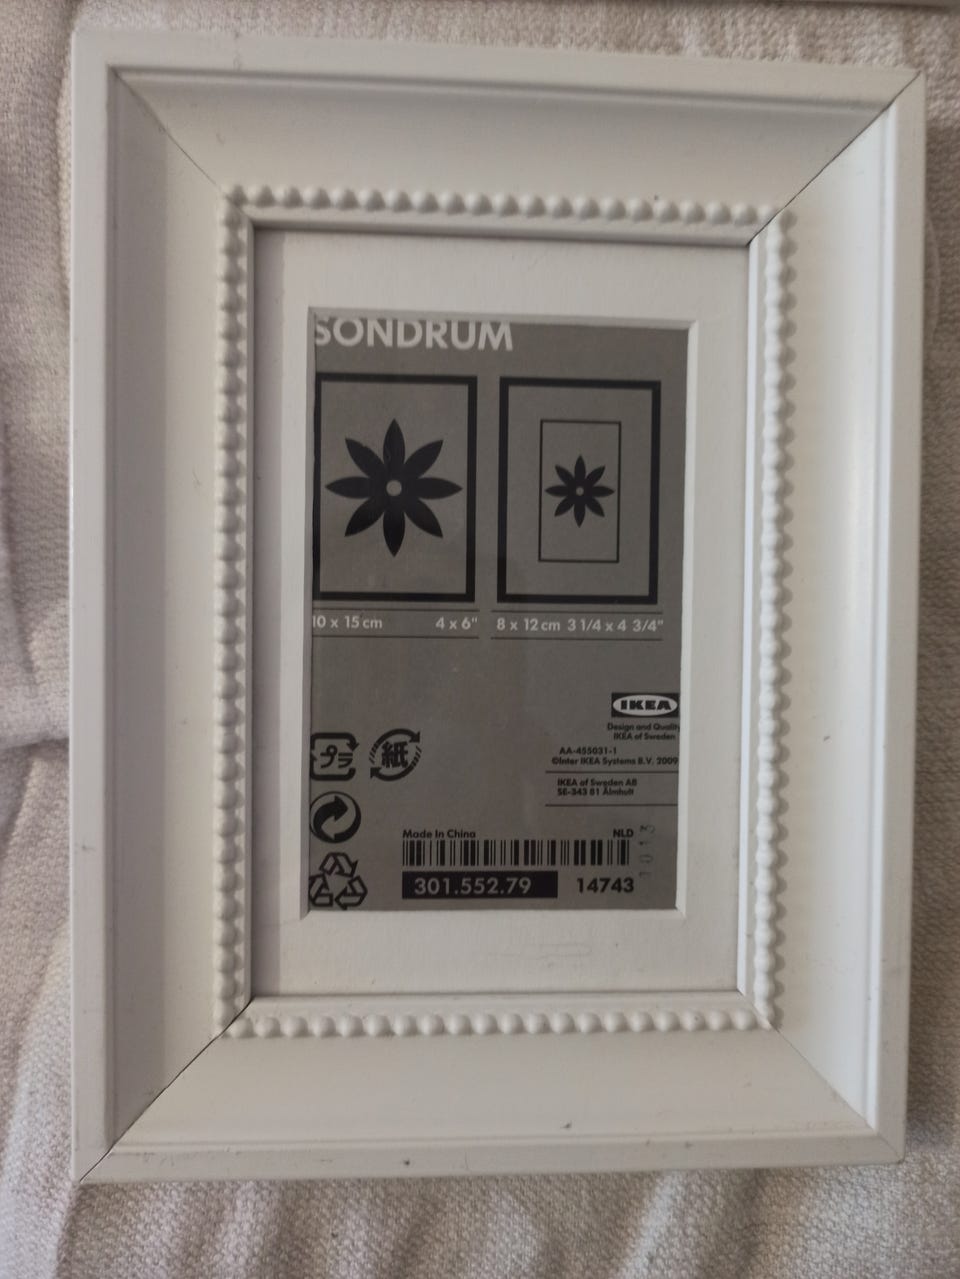 SÖNDRUM
10 x 15 cm 4 x 6"
8 x 12 cm 3 1/4 x 4 3/4"
IKEA
Design and Quality
IKEA of Sweden
AA-455031-1
©Inter IKEA Systems B.V. 2009
IKEA of Sweden AB
SE-343 81 Älmhult
プラ
紙
Made in China NLD
1013
301.552.79 14743